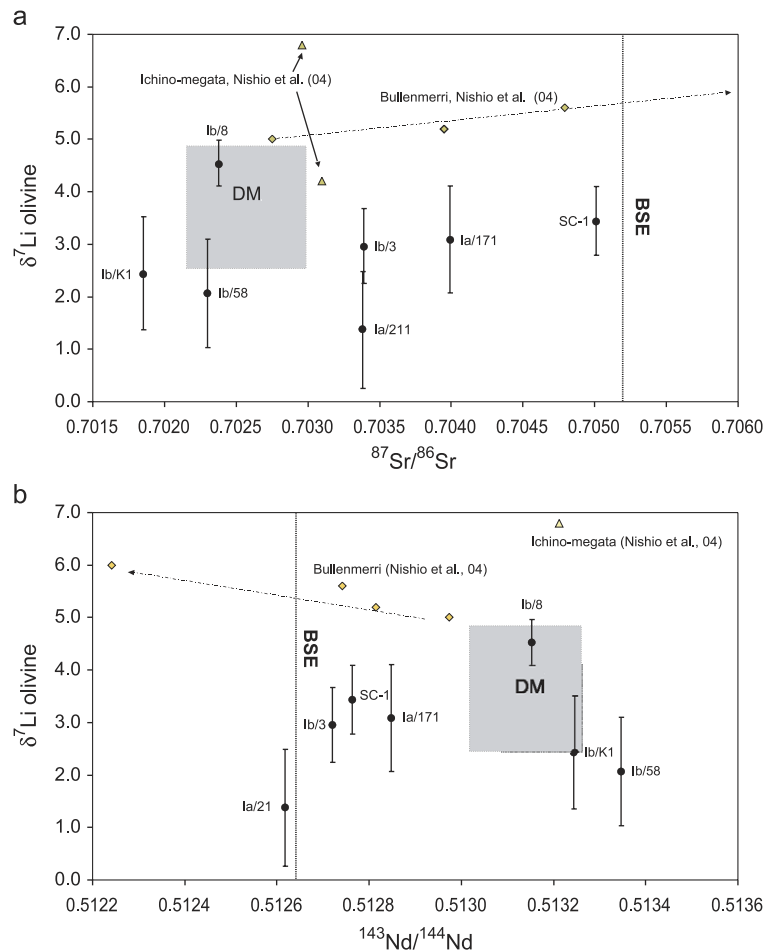 a
7.0
6.0
5.0
4.0
3.0
2.0
1.0
0.0
δ⁷Li olivine
Ichino-megata, Nishio et al. (04)
Bullenmerri, Nishio et al. (04)
Ib/8
DM
Ib/K1
Ib/58
Ib/3
Ia/211
Ia/171
SC-1
BSE
0.7015 0.7020 0.7025 0.7030 0.7035 0.7040 0.7045 0.7050 0.7055 0.7060
⁸⁷Sr/⁸⁶Sr
b
7.0
6.0
5.0
4.0
3.0
2.0
1.0
0.0
δ⁷Li olivine
Ichino-megata (Nishio et al., 04)
Bullenmerri (Nishio et al., 04)
Ib/8
BSE
DM
SC-1
Ib/3
Ia/171
Ib/K1
Ib/58
Ia/21
0.5122 0.5124 0.5126 0.5128 0.5130 0.5132 0.5134 0.5136
¹⁴³Nd/¹⁴⁴Nd